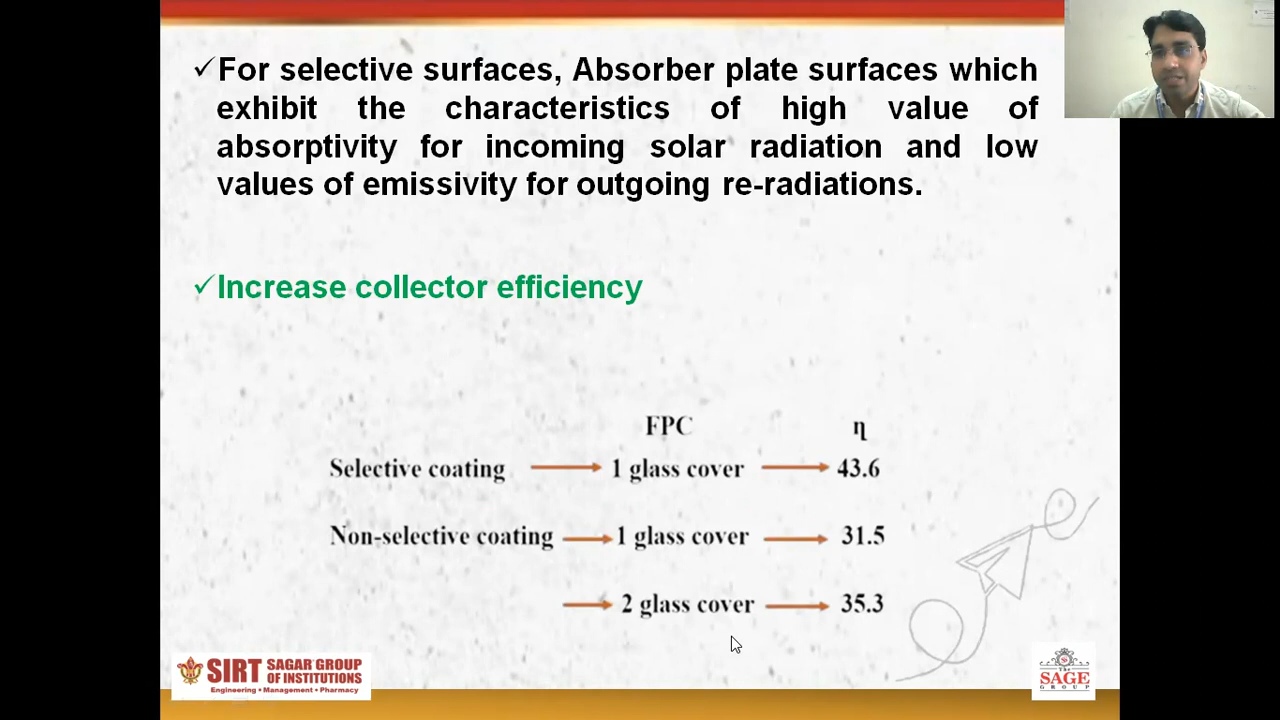 ✓For selective surfaces, Absorber plate surfaces which
exhibit the characteristics of high value of
absorptivity for incoming solar radiation and low
values of emissivity for outgoing re-radiations.
✓Increase collector efficiency
FPC η
Selective coating 1 glass cover 43.6
Non-selective coating 1 glass cover 31.5
2 glass cover 35.3
SIRT SAGAR GROUP
OF INSTITUTIONS
Engineering • Management • Pharmacy
The
SAGE
GROUP